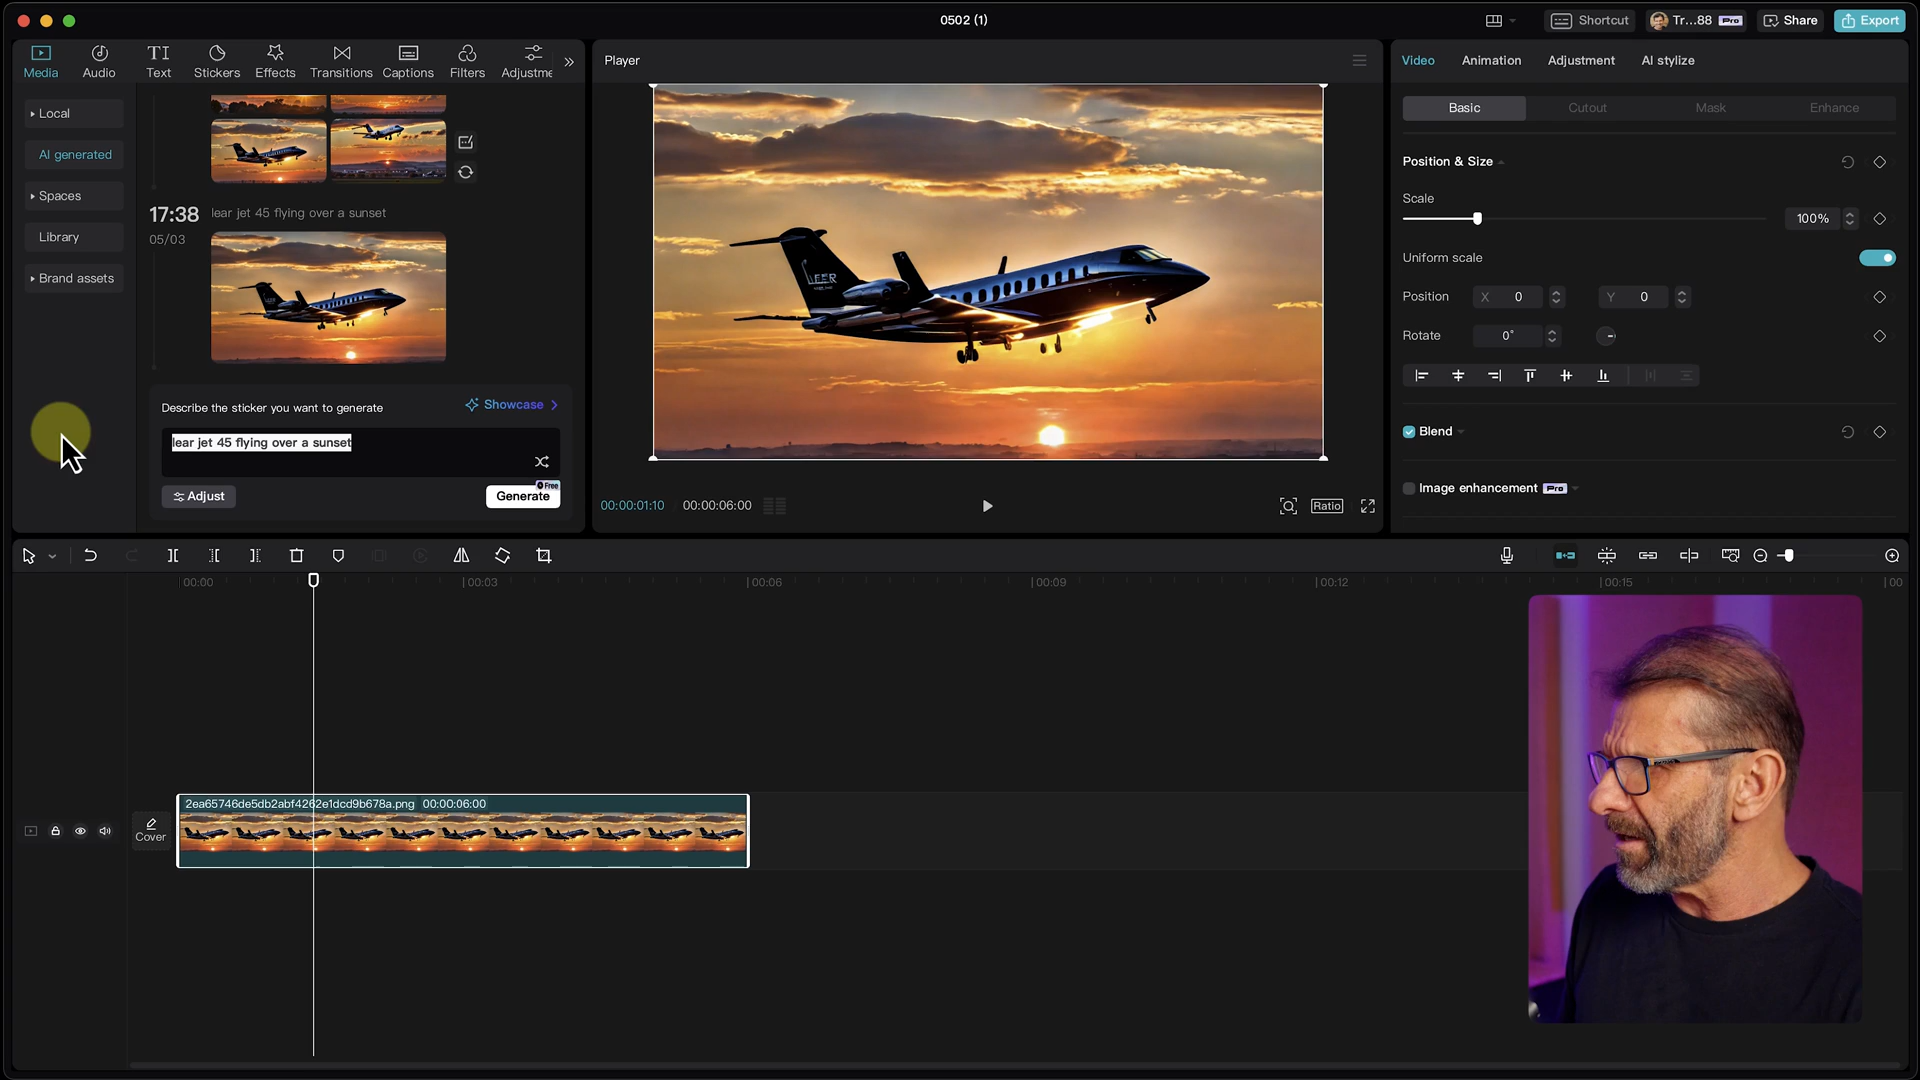 0502 (1)
Shortcut
Tr...88 Pro
Share
Export
Media
Audio
Text
Stickers
Effects
Transitions
Captions
Filters
Adjustme
Player
Video
Animation
Adjustment
AI stylize
Local
AI generated
Spaces
Library
Brand assets
17:38 lear jet 45 flying over a sunset
05/03
Describe the sticker you want to generate
Showcase
lear jet 45 flying over a sunset
Adjust
Free
Generate
LEER
00:00:01:10
00:00:06:00
Ratio
Basic
Cutout
Mask
Enhance
Position & Size
Scale
100%
Uniform scale
Position X 0 Y 0
Rotate 0°
Blend
Image enhancement Pro
00:00
00:03
00:06
00:09
00:12
00:15
00
Cover
2ea65746de5db2abf4262e1dcd9b678a.png 00:00:06:00